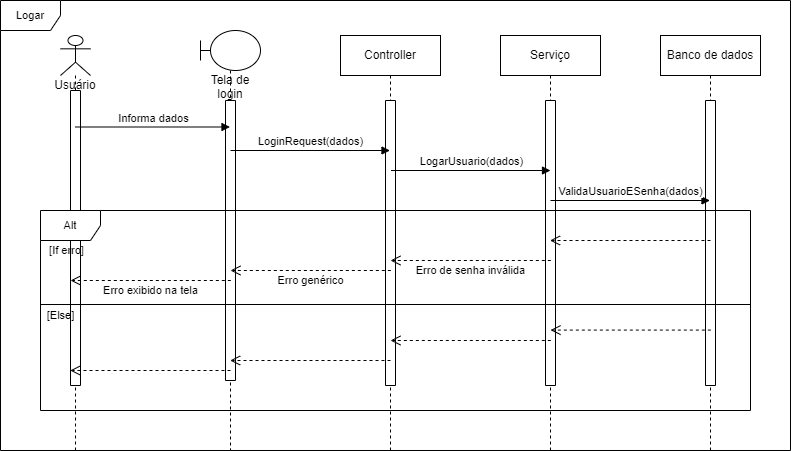 Logar
Usuário
Tela de
login
Controller
Serviço
Banco de dados
Informa dados
LoginRequest(dados)
LogarUsuario(dados)
ValidaUsuarioESenha(dados)
Alt
[If erro]
Erro de senha inválida
Erro genérico
Erro exibido na tela
[Else]